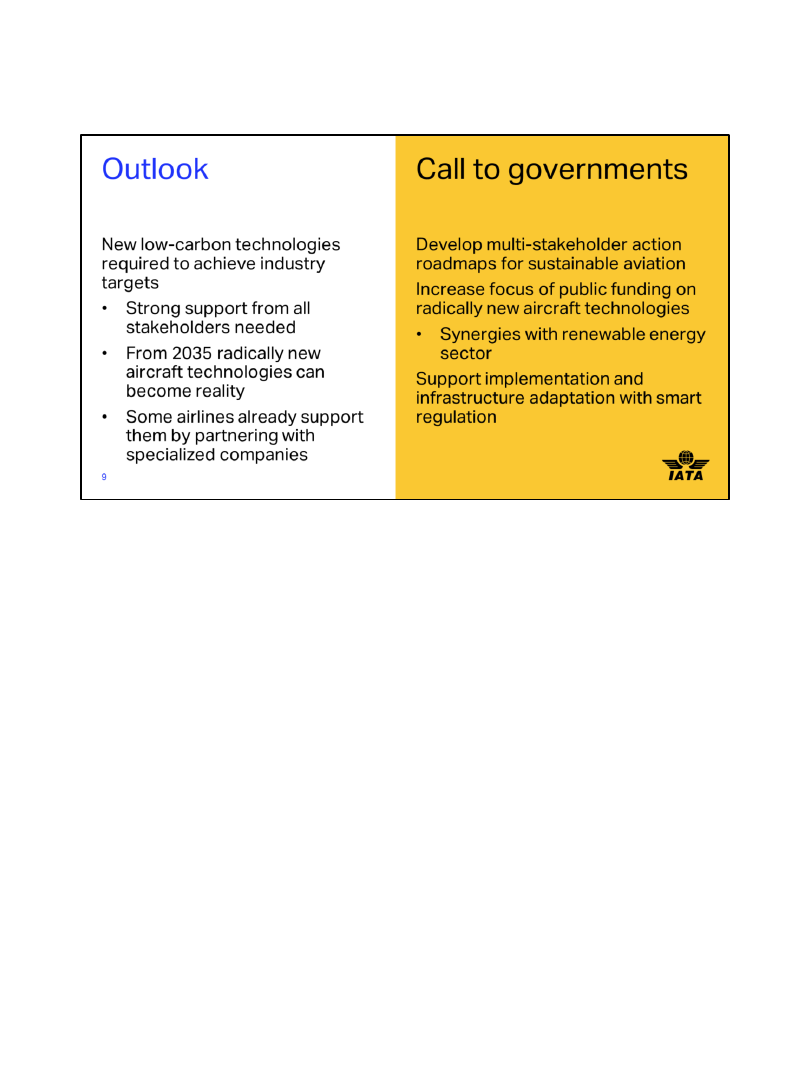 Outlook
New low-carbon technologies
required to achieve industry
targets
• Strong support from all
stakeholders needed
• From 2035 radically new
aircraft technologies can
become reality
• Some airlines already support
them by partnering with
specialized companies
9
Call to governments
Develop multi-stakeholder action
roadmaps for sustainable aviation
Increase focus of public funding on
radically new aircraft technologies
• Synergies with renewable energy
sector
Support implementation and
infrastructure adaptation with smart
regulation
IATA